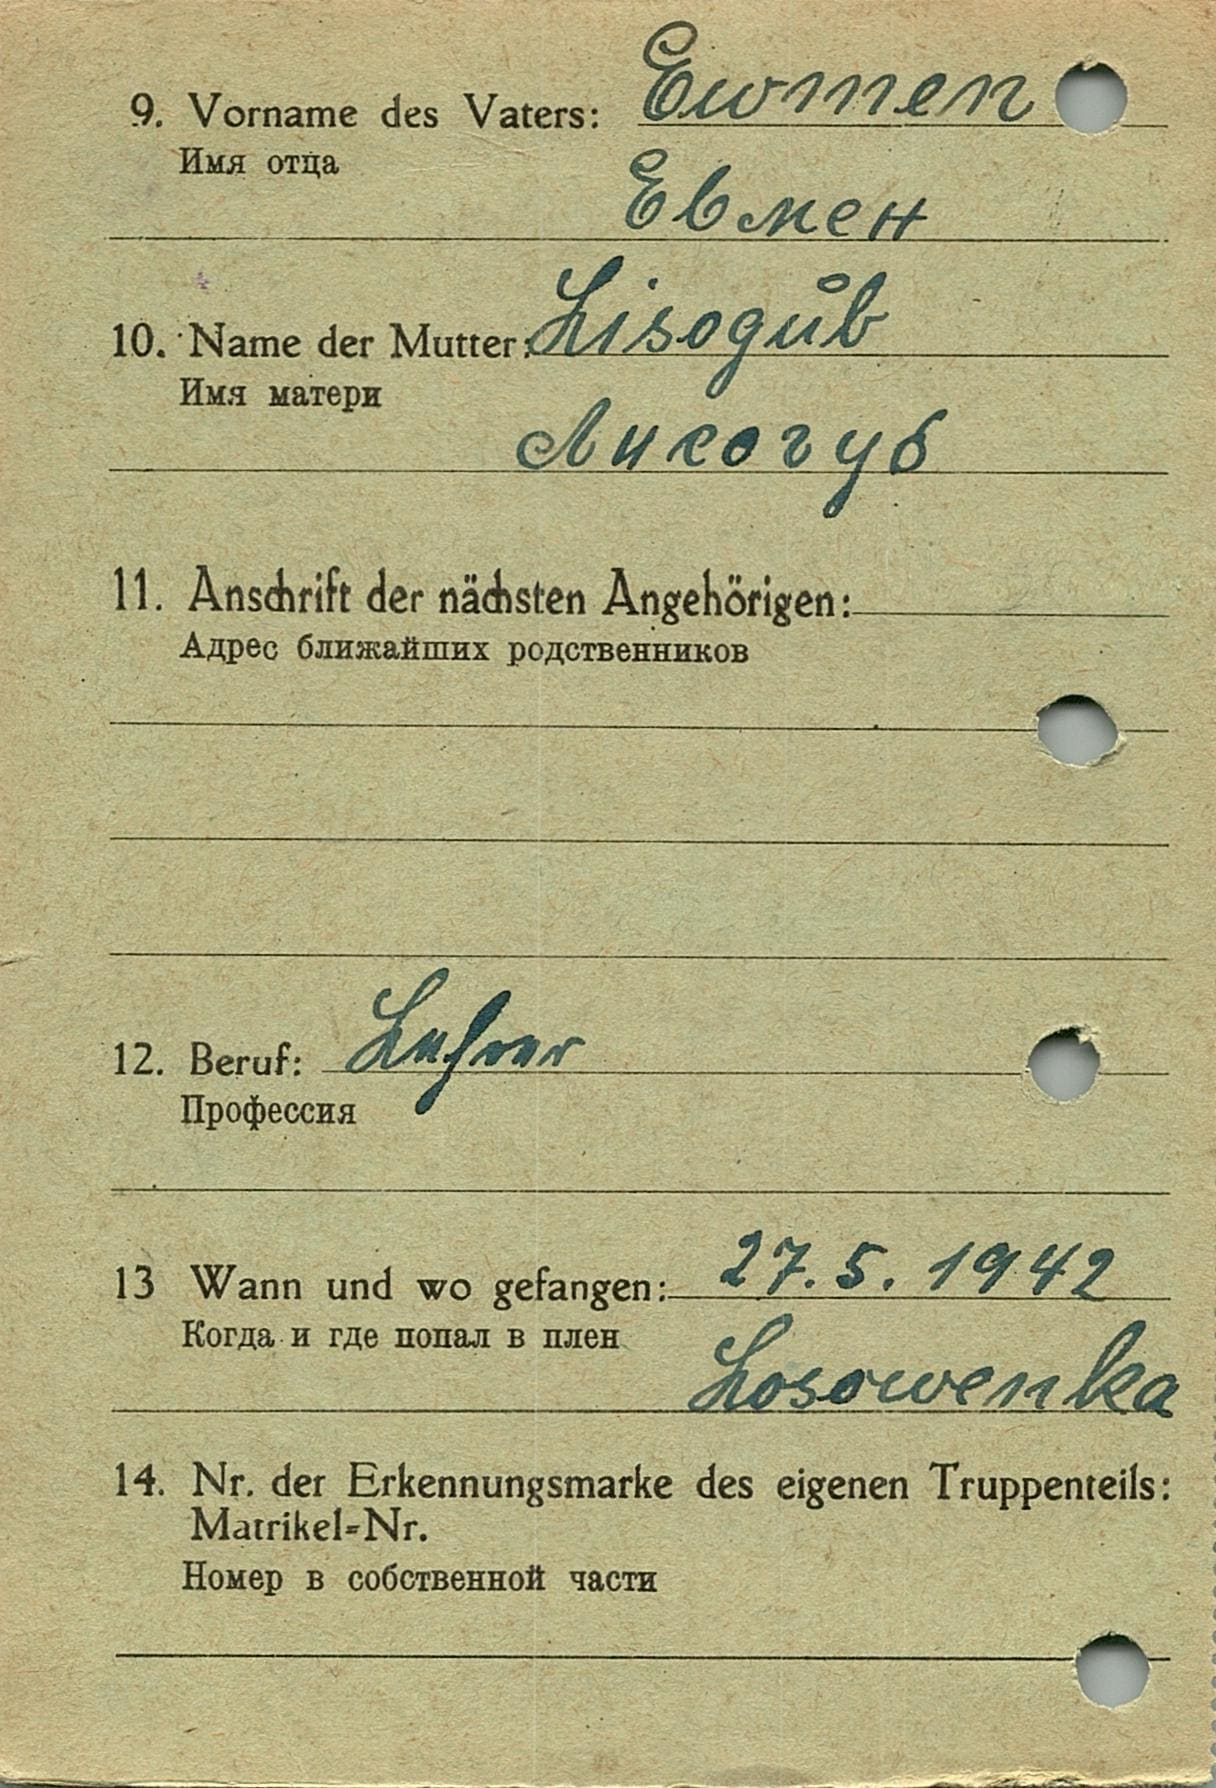 9. Vorname des Vaters: Ewmen
Имя отца
Евмен
10. Name der Mutter: Lisogub
Имя матери
Лисогуб
11. Anschrift der nächsten Angehörigen:
Адрес ближайших родственников
12. Beruf: Lehrer
Профессия
13 Wann und wo gefangen: 27.5.1942
Когда и где попал в плен
Losowenka
14. Nr. der Erkennungsmarke des eigenen Truppenteils:
Matrikel-Nr.
Номер в собственной части